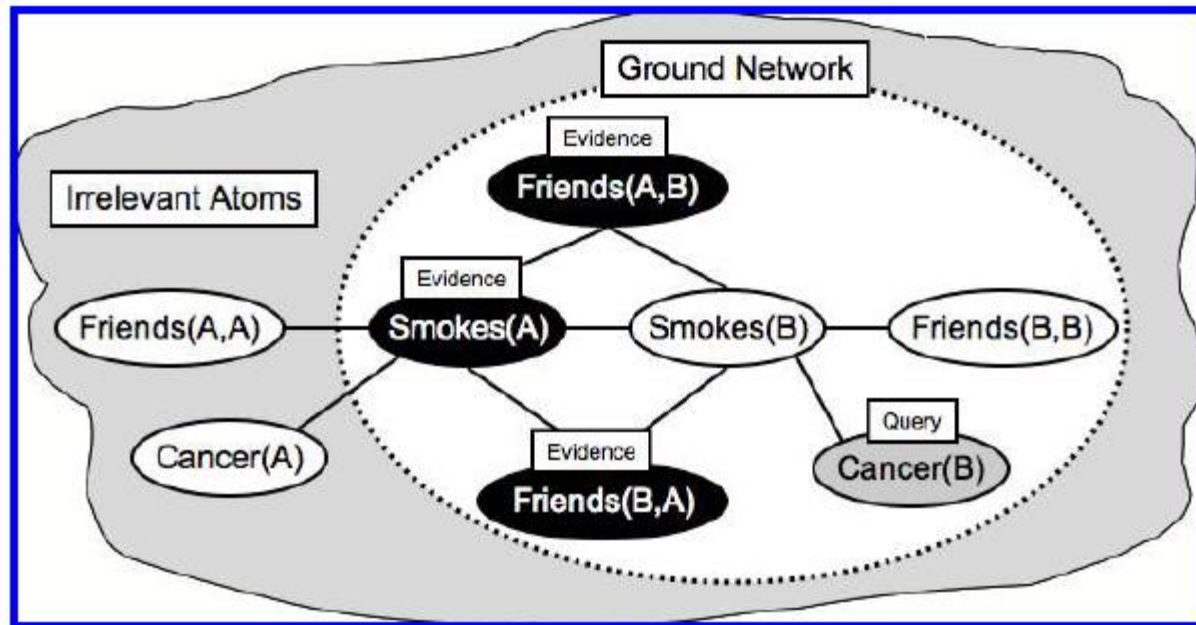 Ground Network
Evidence
Friends(A,B)
Irrelevant Atoms
Evidence
Friends(A,A)
Smokes(A)
Smokes(B)
Friends(B,B)
Query
Cancer(A)
Evidence
Cancer(B)
Friends(B,A)